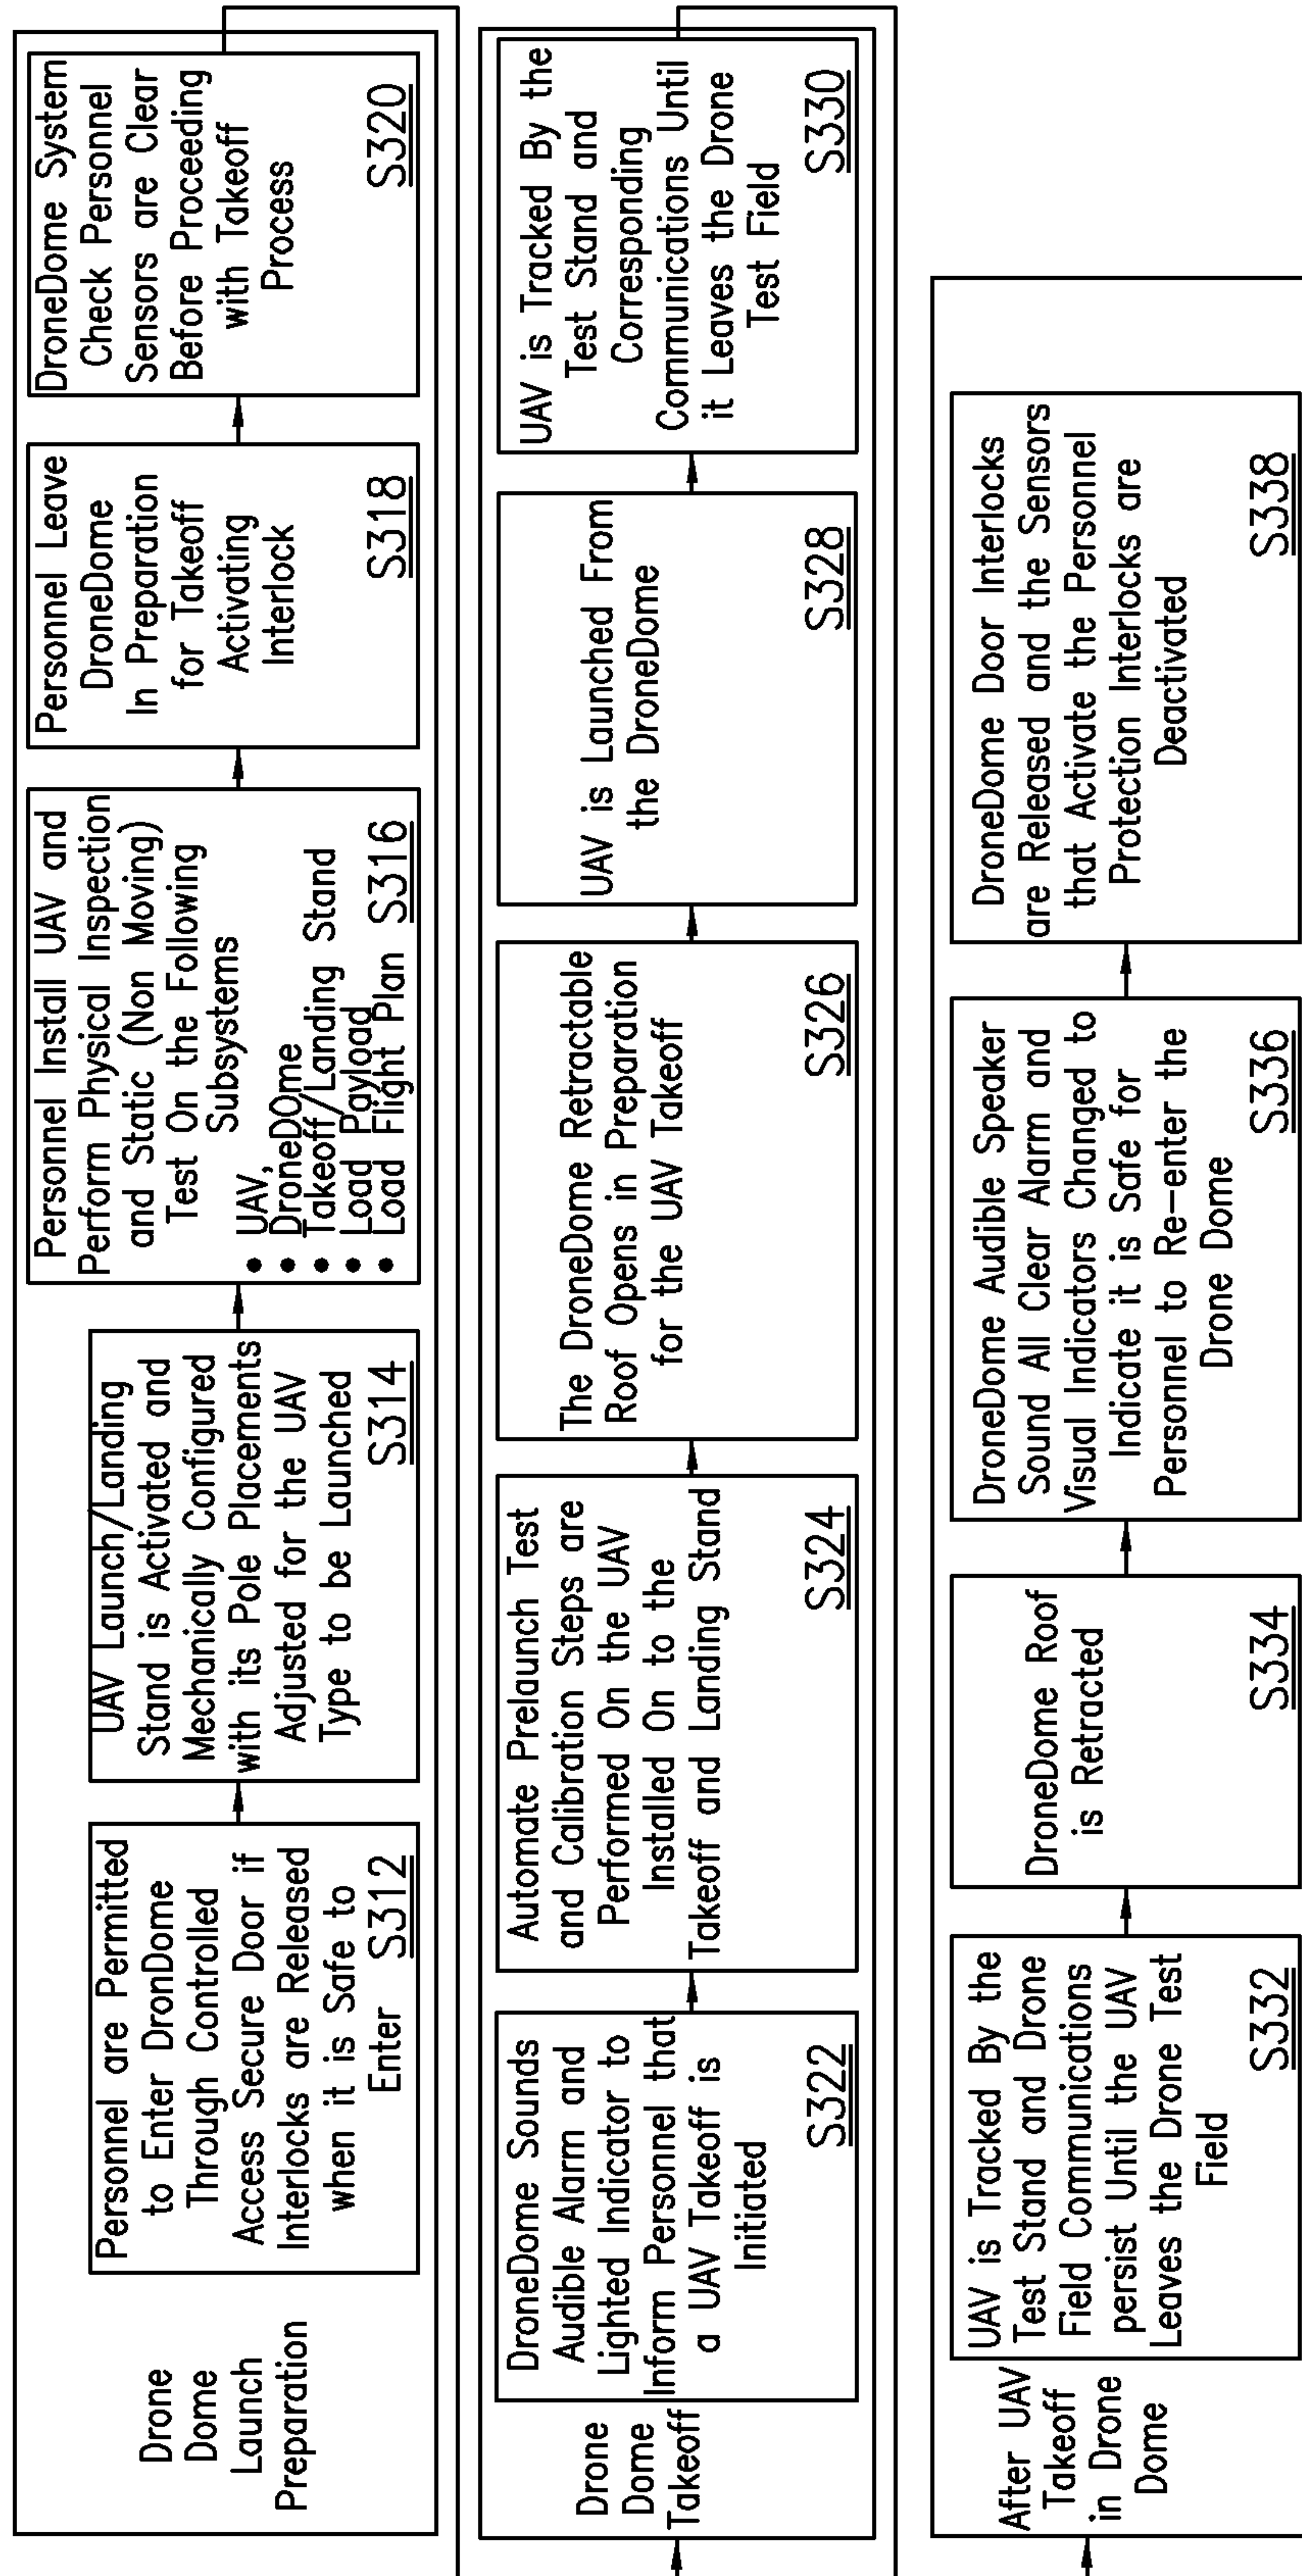 Drone
Dome
Launch
Preparation
Personnel are Permitted
to Enter DronDome
Through Controlled
Access Secure Door if
Interlocks are Released
when it is Safe to
Enter S312
UAV Launch/Landing
Stand is Activated and
Mechanically Configured
with its Pole Placements
Adjusted for the UAV
Type to be Launched
S314
Personnel Install UAV and
Perform Physical Inspection
and Static (Non Moving)
Test On the Following
Subsystems
• UAV,
• DroneDOme
• Takeoff/Landing Stand
• Load Payload
• Load Flight Plan S316
Personnel Leave
DroneDome
In Preparation
for Takeoff
Activating
Interlock
S318
DroneDome System
Check Personnel
Sensors are Clear
Before Proceeding
with Takeoff
Process
S320
Drone
Dome
Takeoff
DroneDome Sounds
Audible Alarm and
Lighted Indicator to
Inform Personnel that
a UAV Takeoff is
Initiated
S322
Automate Prelaunch Test
and Calibration Steps are
Performed On the UAV
Installed On to the
Takeoff and Landing Stand
S324
The DroneDome Retractable
Roof Opens in Preparation
for the UAV Takeoff
S326
UAV is Launched From
the DroneDome
S328
UAV is Tracked By the
Test Stand and
Corresponding
Communications Until
it Leaves the Drone
Test Field
S330
After UAV
Takeoff
in Drone
Dome
UAV is Tracked By the
Test Stand and Drone
Field Communications
persist Until the UAV
Leaves the Drone Test
Field
S332
DroneDome Roof
is Retracted
S334
DroneDome Audible Speaker
Sound All Clear Alarm and
Visual Indicators Changed to
Indicate it is Safe for
Personnel to Re-enter the
Drone Dome
S336
DroneDome Door Interlocks
are Released and the Sensors
that Activate the Personnel
Protection Interlocks are
Deactivated
S338